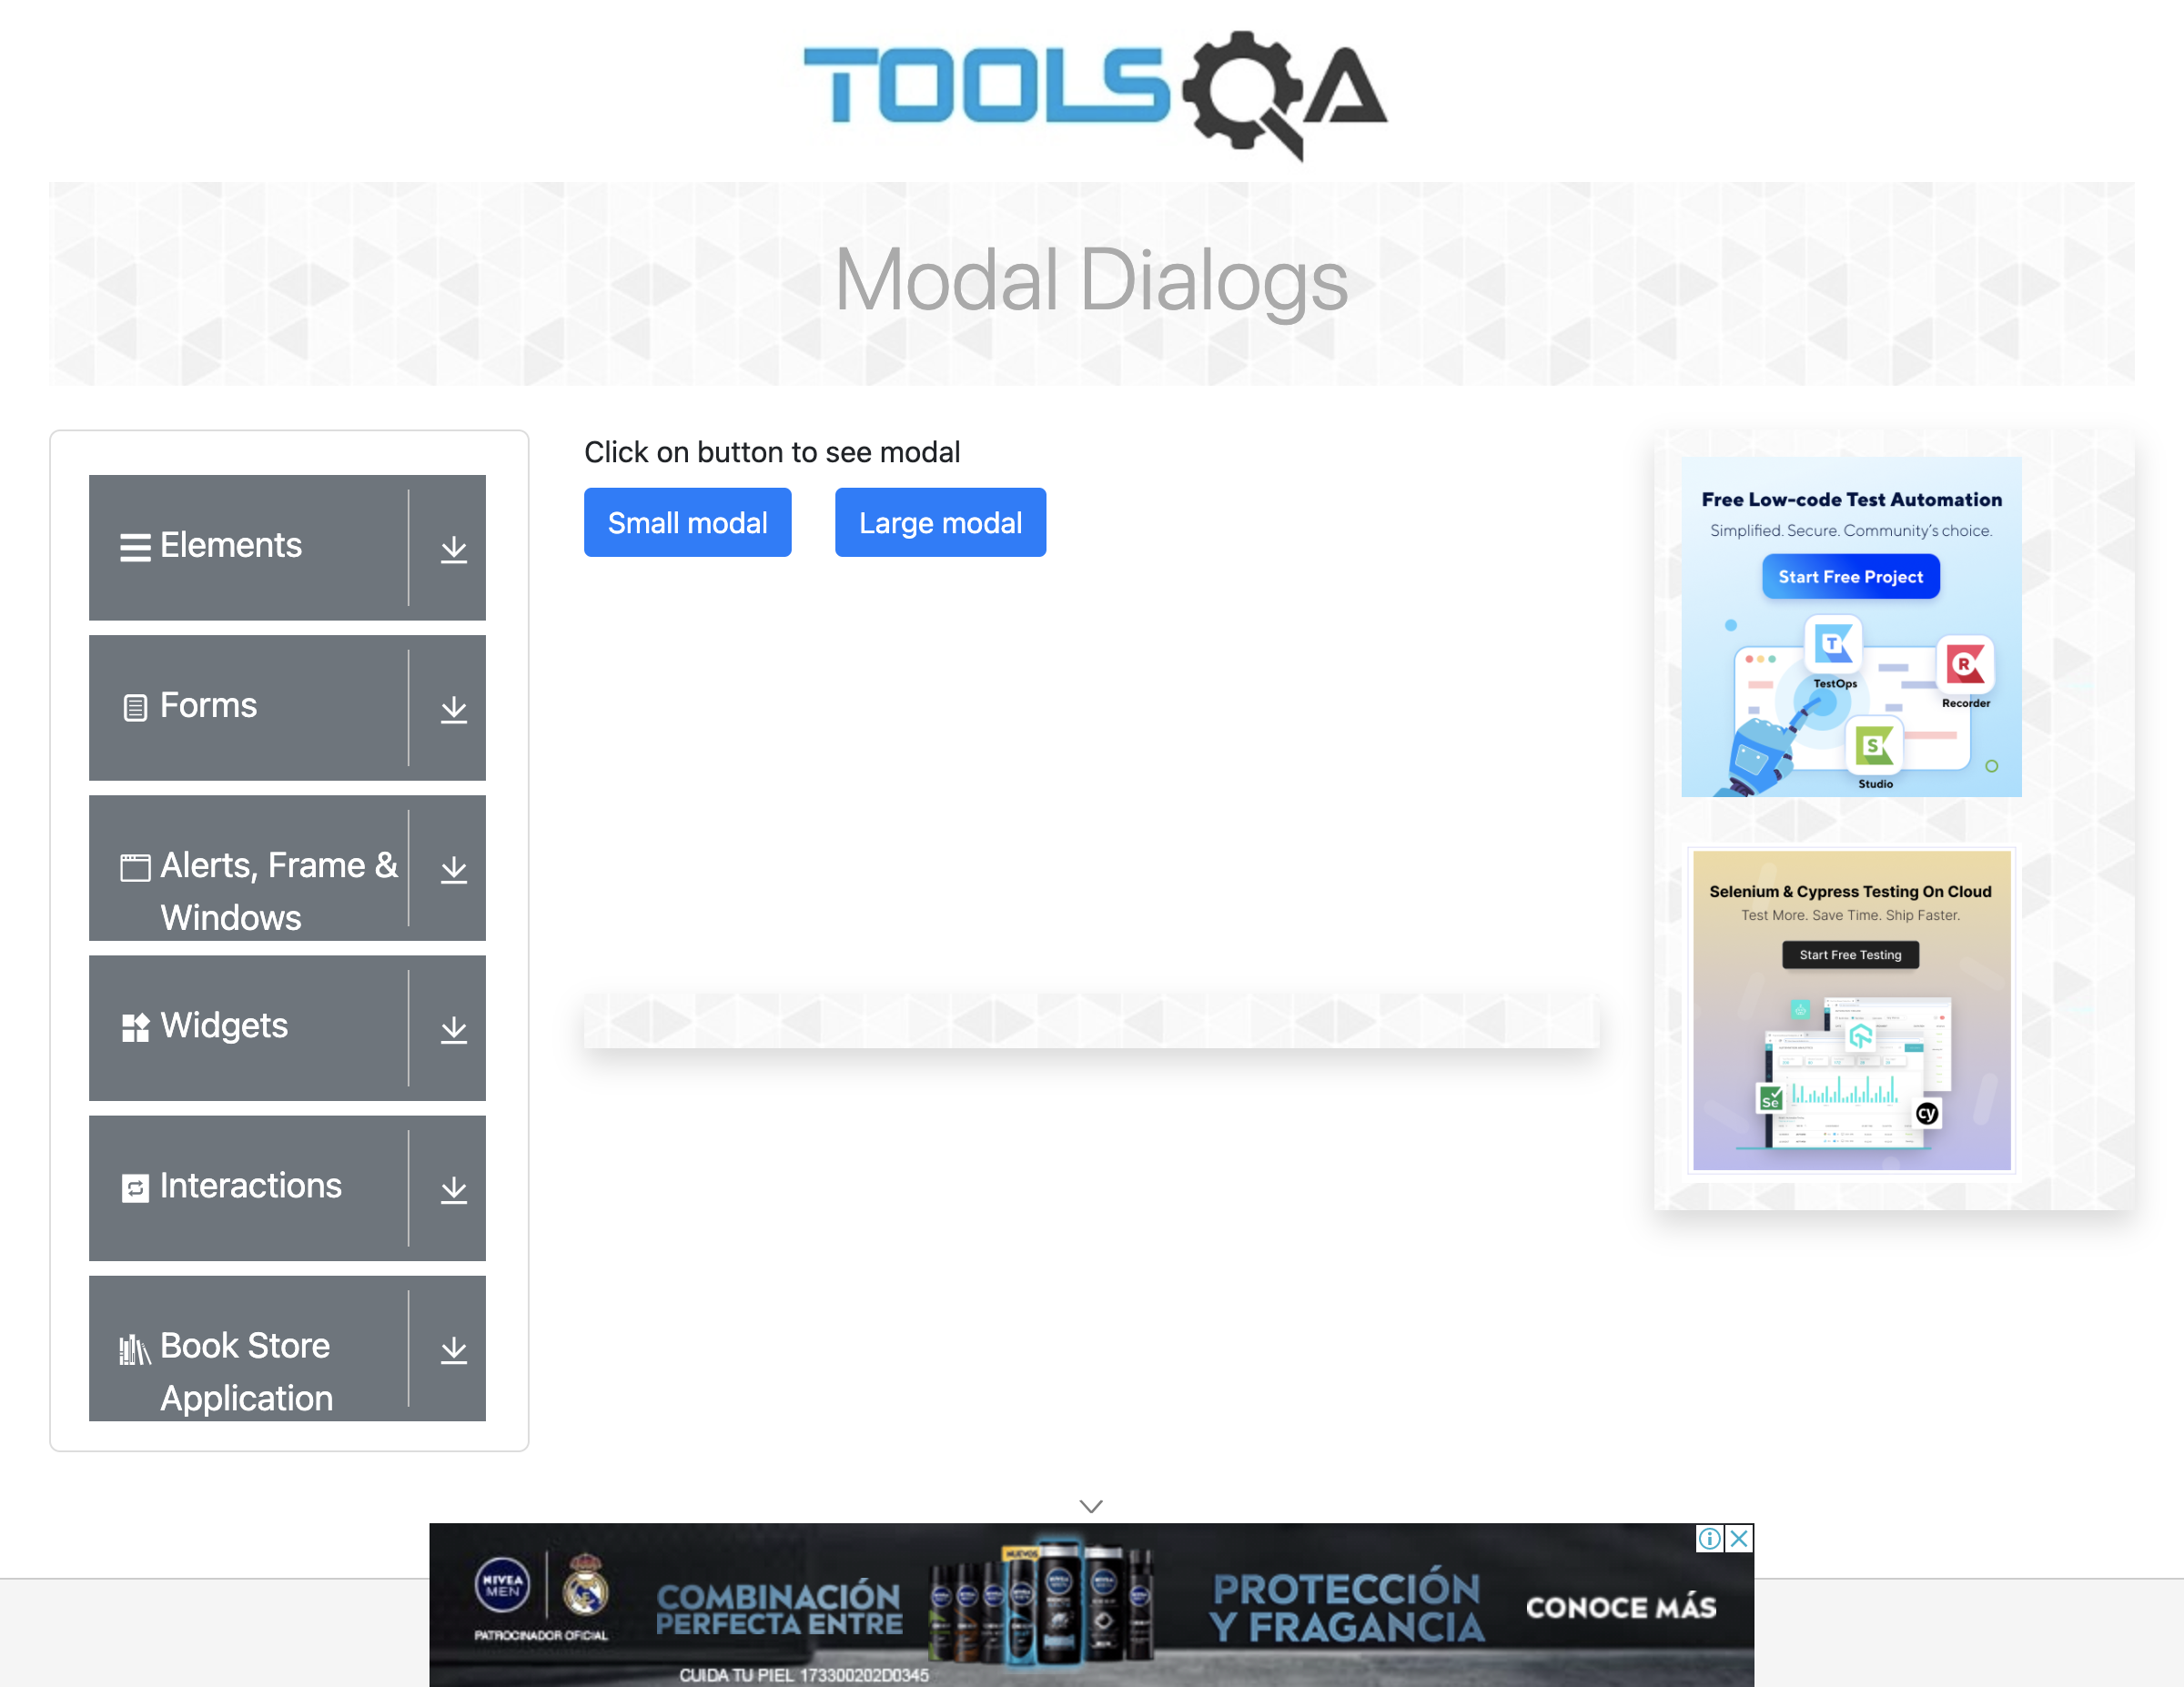 TOOLSQA
Modal Dialogs
Elements
Forms
Alerts, Frame &
Windows
Widgets
Interactions
Book Store
Application
Click on button to see modal
Small modal
Large modal
Free Low-code Test Automation
Simplified. Secure. Community's choice.
Start Free Project
T
TestOps
R
Recorder
S
Studio
Selenium & Cypress Testing On Cloud
Test More. Save Time. Ship Faster.
Start Free Testing
Se
cy
NIVEA
MEN
PATROCINADOR OFICIAL
COMBINACIÓN
PERFECTA ENTRE
NUEVOS
PROTECCIÓN
Y FRAGANCIA
CONOCE MÁS
CUIDA TU PIEL 173300202D0345